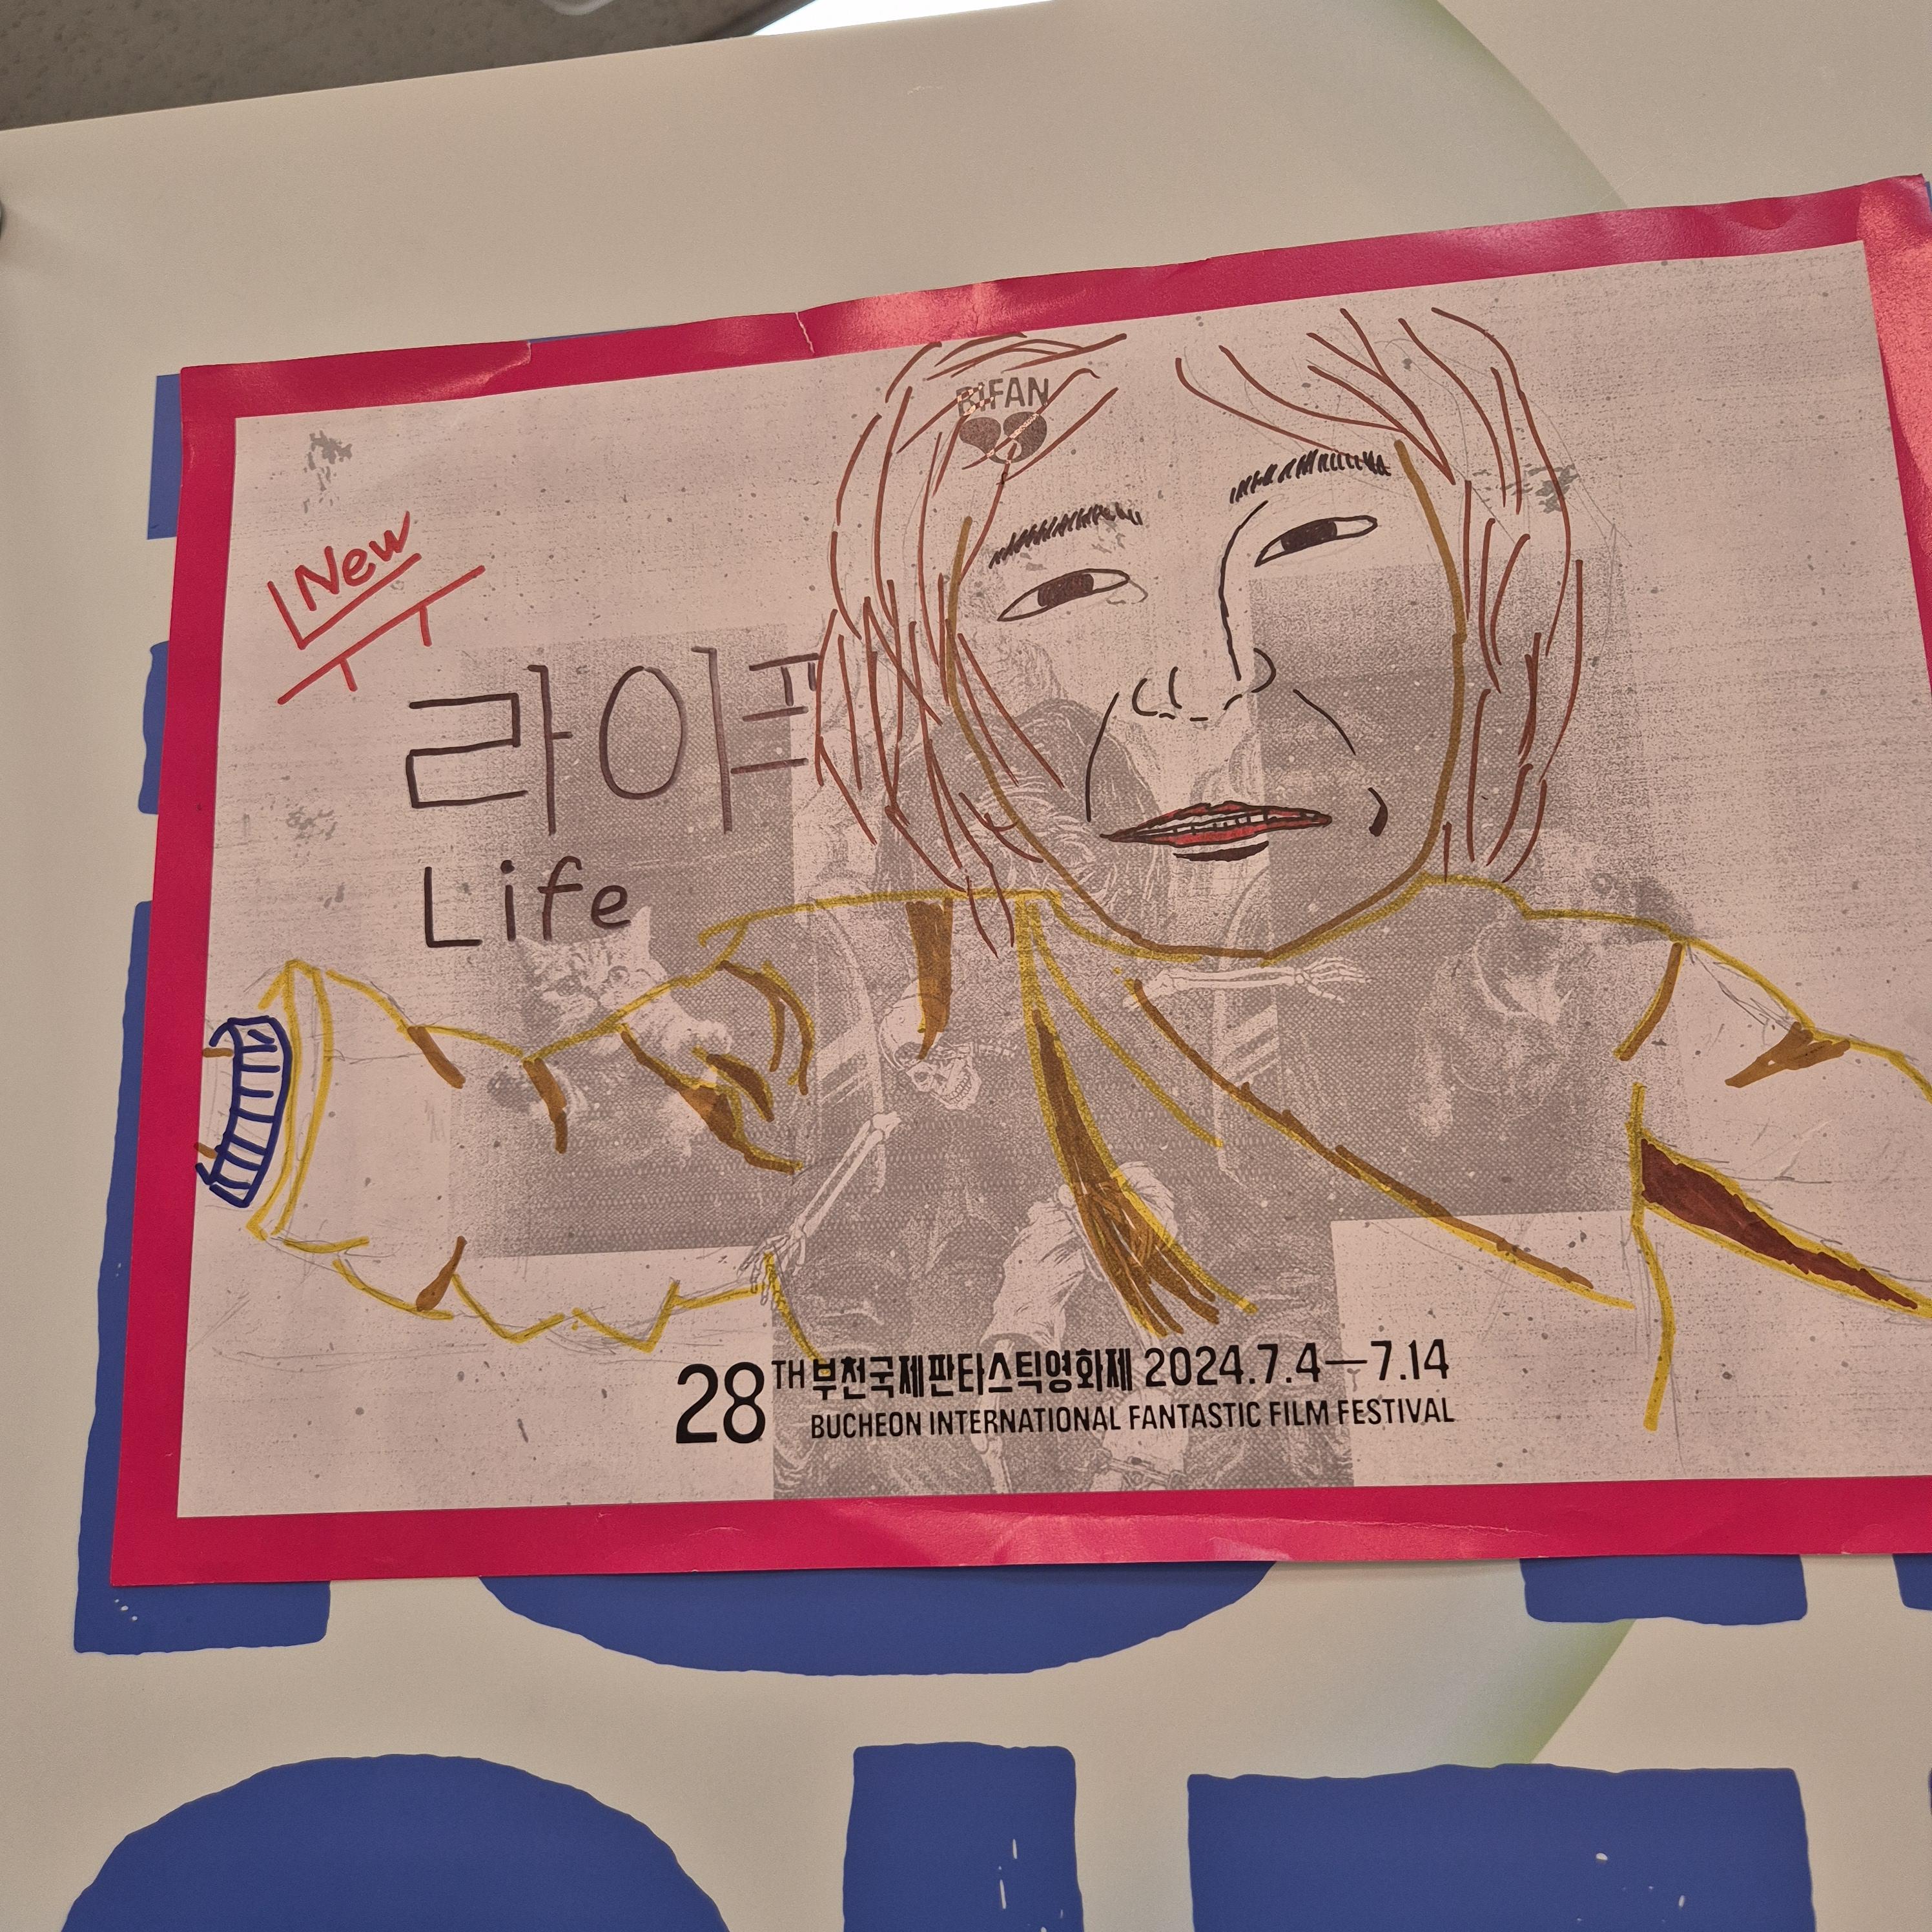 BIFAN
New
라이프
Life
28TH 부천국제판타스틱영화제 2024.7.4—7.14
BUCHEON INTERNATIONAL FANTASTIC FILM FESTIVAL